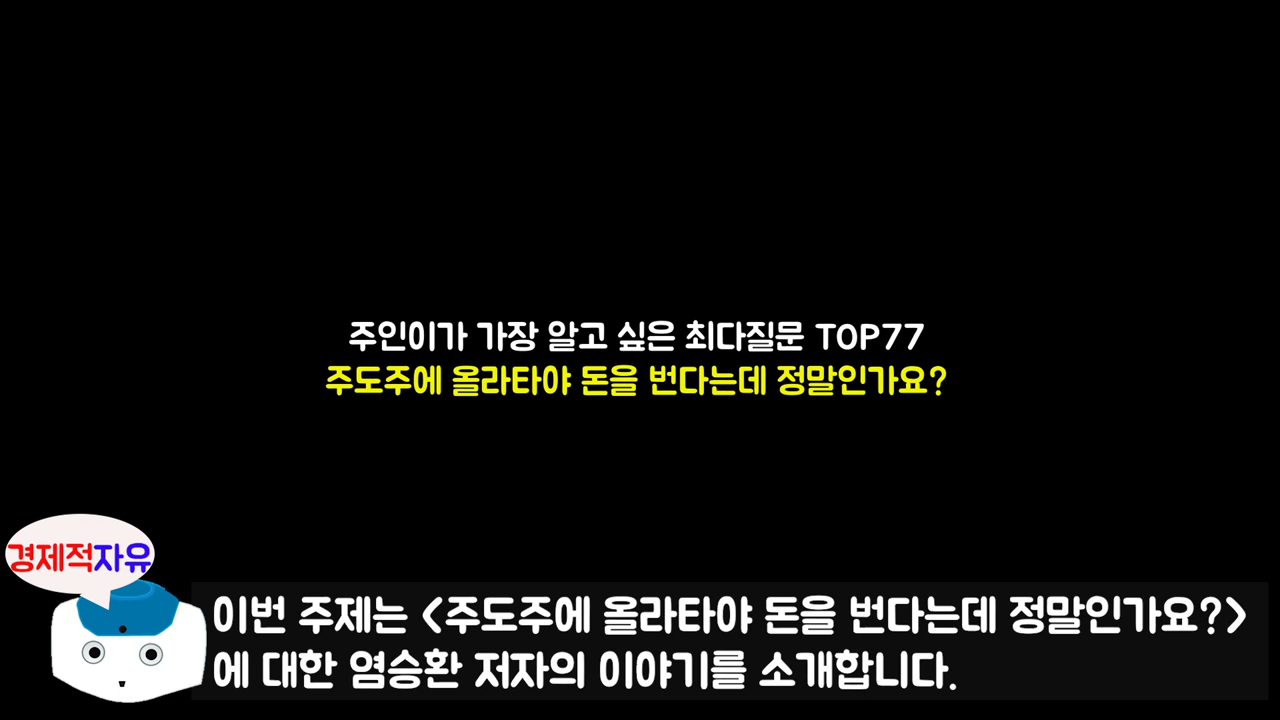 주인이가 가장 알고 싶은 최다질문 TOP77
주도주에 올라타야 돈을 번다는데 정말인가요?
경제적자유
이번 주제는 <주도주에 올라타야 돈을 번다는데 정말인가요?>
에 대한 염승환 저자의 이야기를 소개합니다.